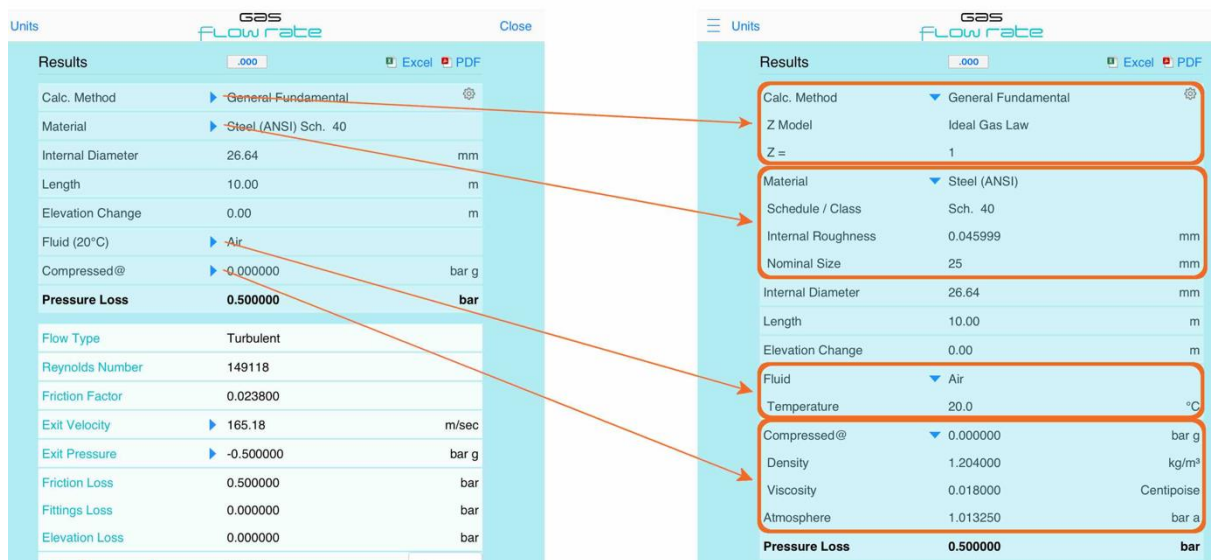 Units
Gas
Flow rate
Close
Results .000 Excel PDF
Calc. Method General Fundamental
Material Steel (ANSI) Sch. 40
Internal Diameter 26.64 mm
Length 10.00 m
Elevation Change 0.00 m
Fluid (20°C) Air
Compressed@ 0.000000 bar g
Pressure Loss 0.500000 bar
Flow Type Turbulent
Reynolds Number 149118
Friction Factor 0.023800
Exit Velocity 165.18 m/sec
Exit Pressure -0.500000 bar g
Friction Loss 0.500000 bar
Fittings Loss 0.000000 bar
Elevation Loss 0.000000 bar
Units
Gas
Flow rate
Results .000 Excel PDF
Calc. Method General Fundamental
Z Model Ideal Gas Law
Z = 1
Material Steel (ANSI)
Schedule / Class Sch. 40
Internal Roughness 0.045999 mm
Nominal Size 25 mm
Internal Diameter 26.64 mm
Length 10.00 m
Elevation Change 0.00 m
Fluid Air
Temperature 20.0 °C
Compressed@ 0.000000 bar g
Density 1.204000 kg/m³
Viscosity 0.018000 Centipoise
Atmosphere 1.013250 bar a
Pressure Loss 0.500000 bar